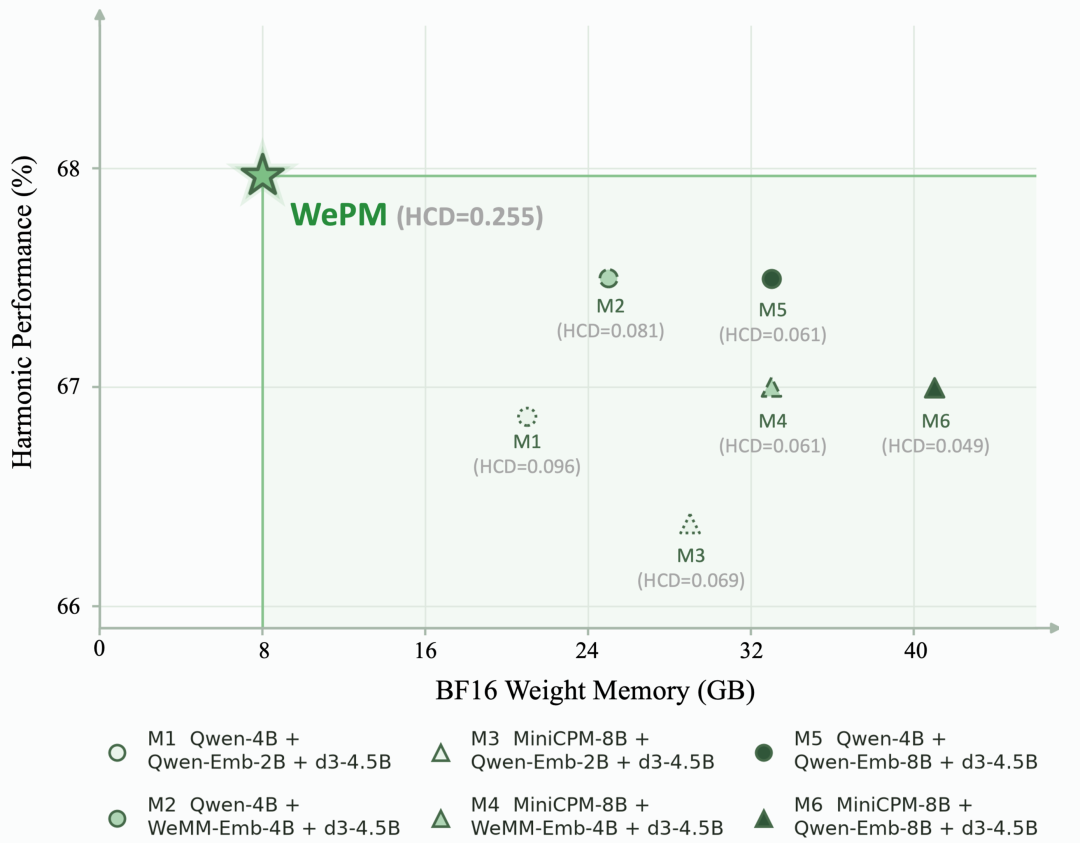 Harmonic Performance (%)
68
67
66
WePM (HCD=0.255)
M2
(HCD=0.081)
M5
(HCD=0.061)
M1
(HCD=0.096)
M4
(HCD=0.061)
M6
(HCD=0.049)
M3
(HCD=0.069)
0
8
16
24
32
40
BF16 Weight Memory (GB)
M1 Qwen-4B +
Qwen-Emb-2B + d3-4.5B
M3 MiniCPM-8B +
Qwen-Emb-2B + d3-4.5B
M5 Qwen-4B +
Qwen-Emb-8B + d3-4.5B
M2 Qwen-4B +
WeMM-Emb-4B + d3-4.5B
M4 MiniCPM-8B +
WeMM-Emb-4B + d3-4.5B
M6 MiniCPM-8B +
Qwen-Emb-8B + d3-4.5B